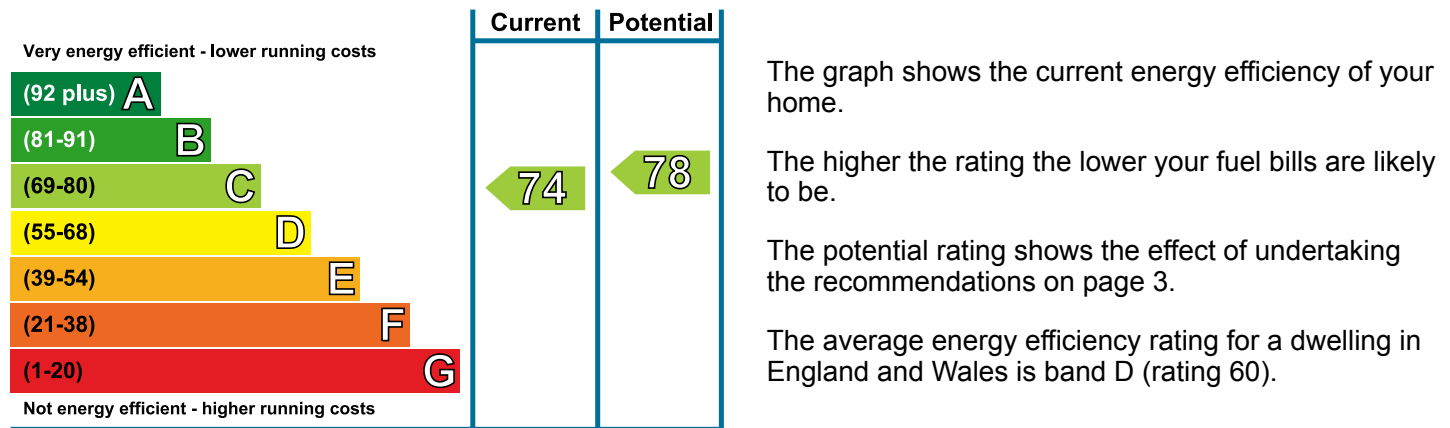 Current Potential
Very energy efficient - lower running costs
(92 plus) A
(81-91) B
(69-80) C
(55-68) D
(39-54) E
(21-38) F
(1-20) G
Not energy efficient - higher running costs
74
78
The graph shows the current energy efficiency of your
home.
The higher the rating the lower your fuel bills are likely
to be.
The potential rating shows the effect of undertaking
the recommendations on page 3.
The average energy efficiency rating for a dwelling in
England and Wales is band D (rating 60).